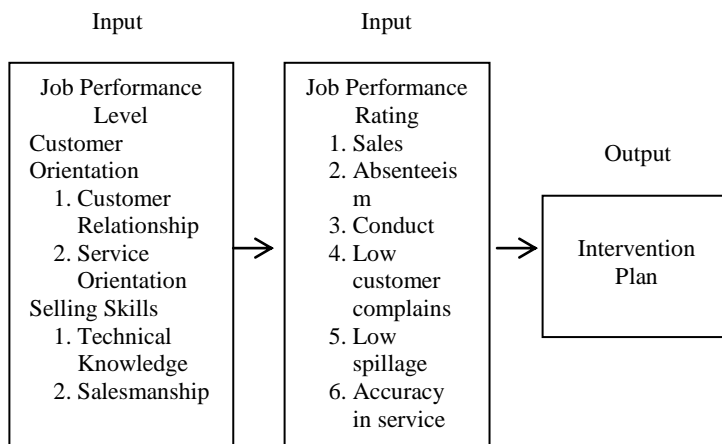 Input
Job Performance
Level
Customer
Orientation
1. Customer
Relationship
2. Service
Orientation
Selling Skills
1. Technical
Knowledge
2. Salesmanship
Input
Job Performance
Rating
1. Sales
2. Absenteeis
m
3. Conduct
4. Low
customer
complains
5. Low
spillage
6. Accuracy
in service
Output
Intervention
Plan